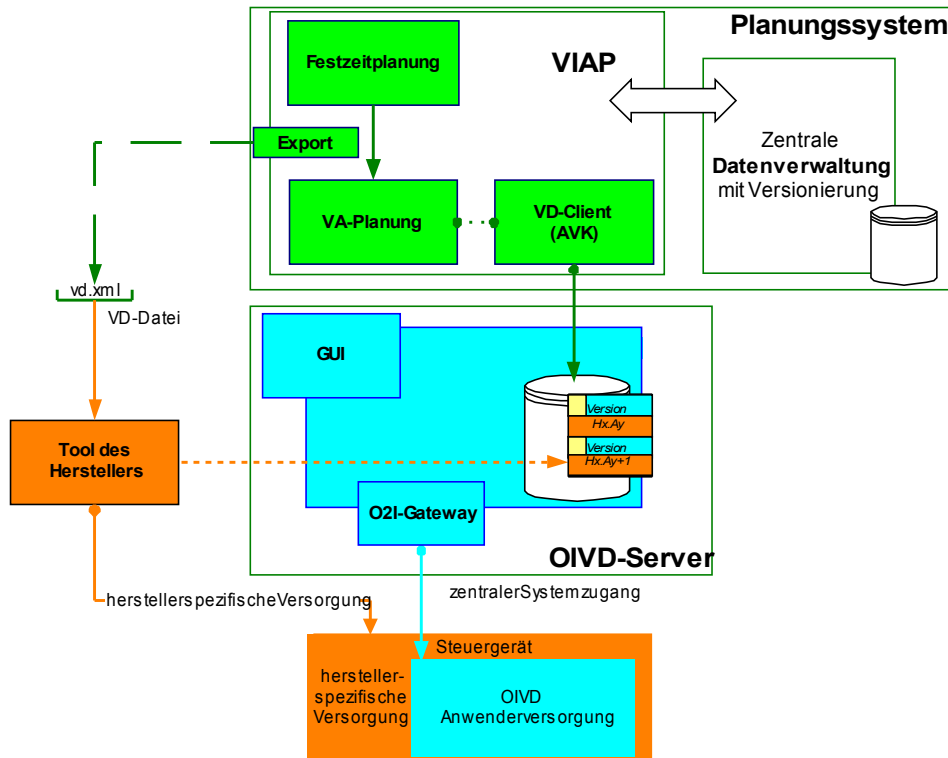 Planungssystem
Festzeitplanung
VIAP
Export
Zentrale
Datenverwaltung
mit Versionierung
VA-Planung
VD-Client
(AVK)
vd.xml
VD-Datei
GUI
Version
Hx.Ay
Version
Hx.Ay+1
Tool des
Herstellers
O2I-Gateway
OIVD-Server
zentralerSystemzugang
herstellerspezifischeVersorgung
Steuergerät
hersteller-
spezifische
Versorgung
OIVD
Anwenderversorgung